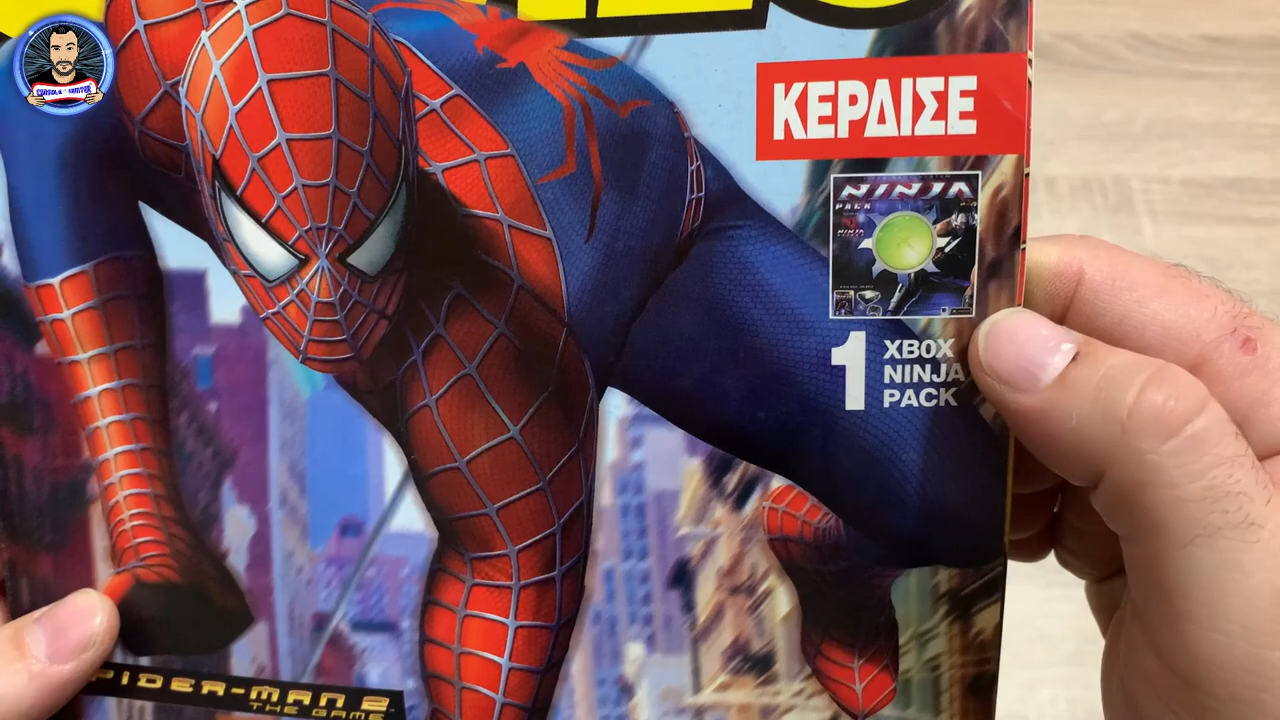 ΚΕΡΔΙΣΕ
NINJA
PACK
1 XBOX
NINJA
PACK
SPIDER-MAN 2
THE GAME